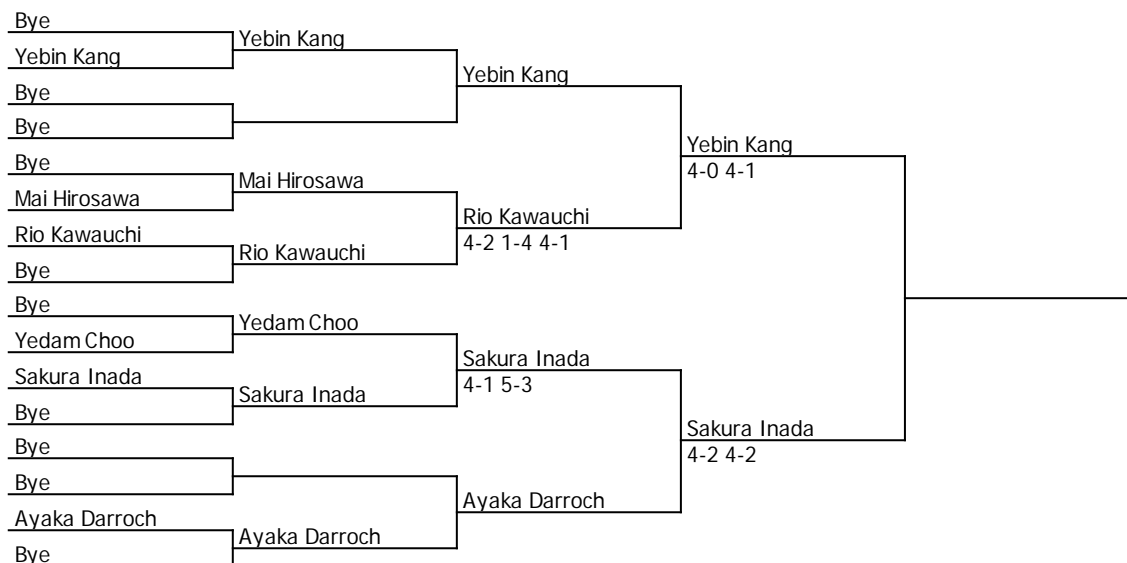 Bye
Yebin Kang
Bye
Bye
Bye
Mai Hirosawa
Rio Kawauchi
Bye
Bye
Yedam Choo
Sakura Inada
Bye
Bye
Bye
Ayaka Darroch
Bye
Yebin Kang
Mai Hirosawa
Rio Kawauchi
Yedam Choo
Sakura Inada
Ayaka Darroch
Yebin Kang
Rio Kawauchi
4-2 1-4 4-1
Sakura Inada
4-1 5-3
Ayaka Darroch
Yebin Kang
4-0 4-1
Sakura Inada
4-2 4-2